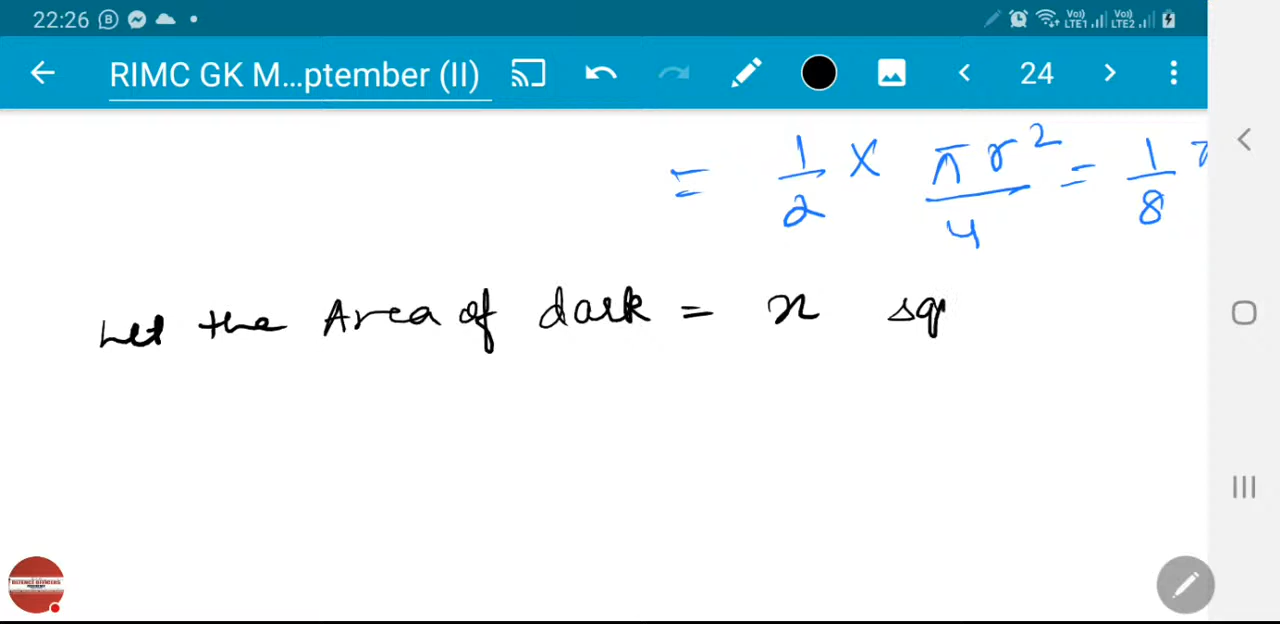 22:26
RIMC GK M...ptember (II) 24
= 1/2 × πr²/4 = 1/8
Let the Area of dark = x sq